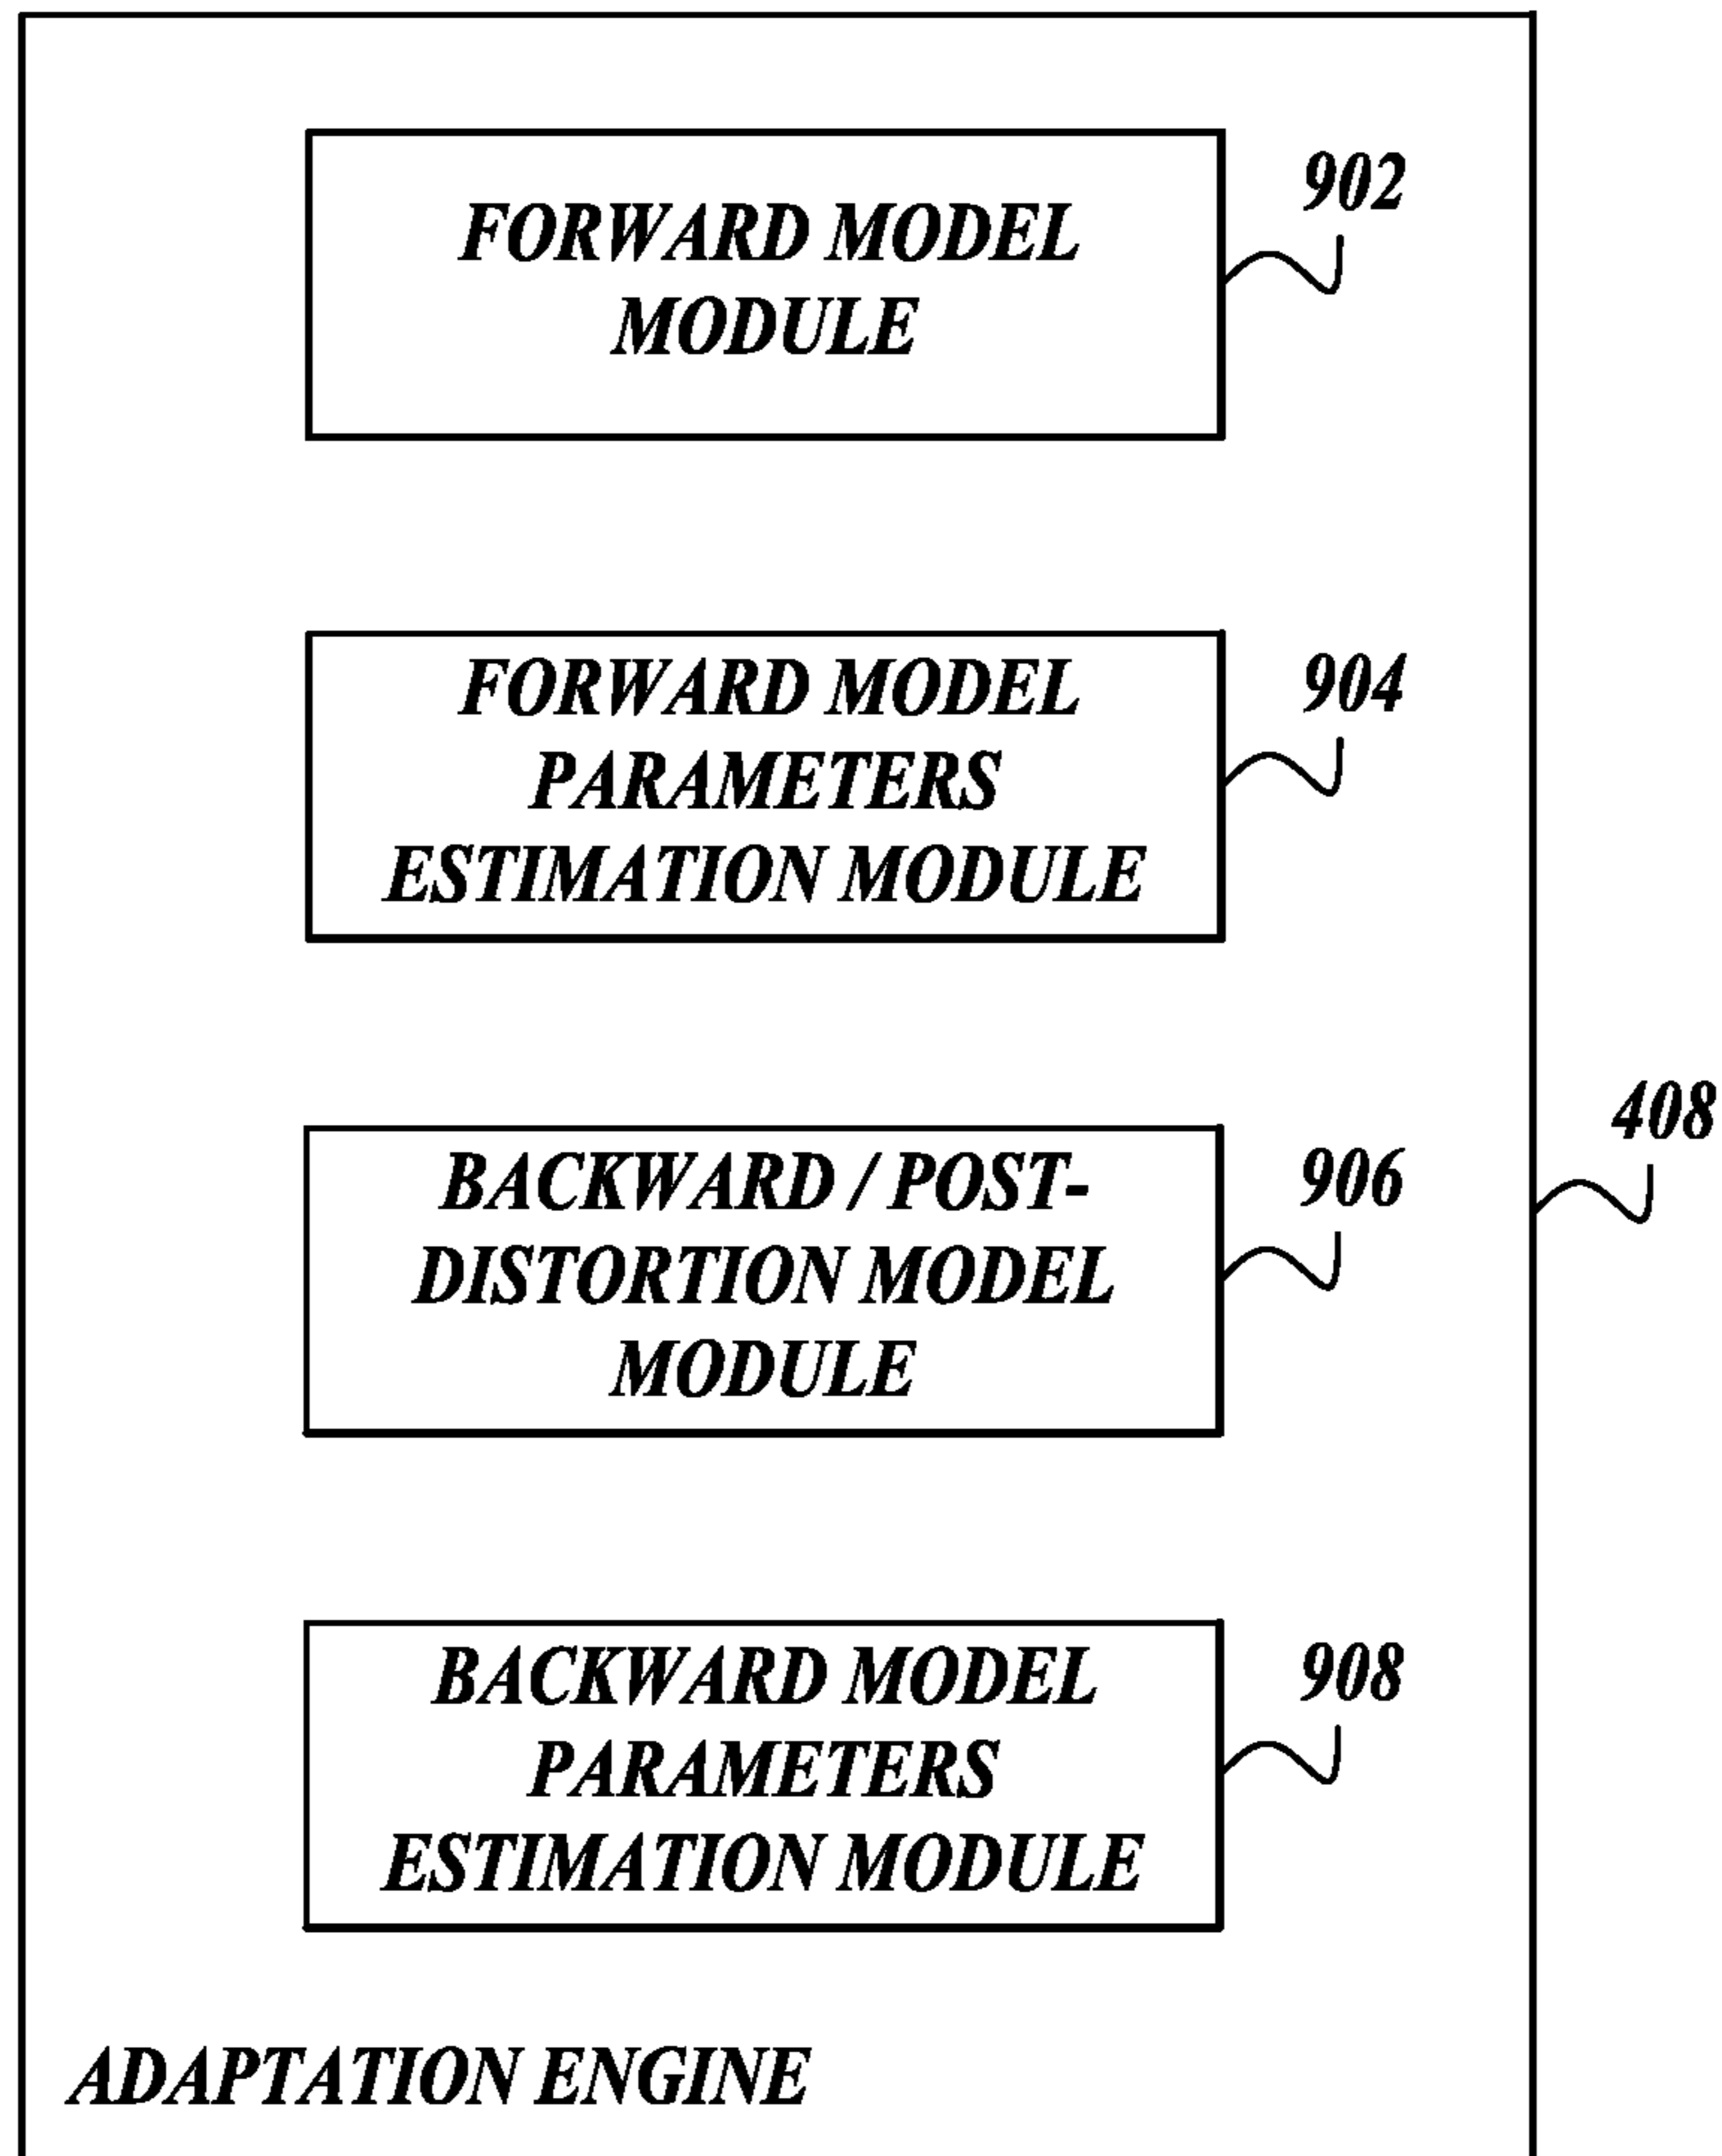 902
FORWARD MODEL
MODULE
904
FORWARD MODEL
PARAMETERS
ESTIMATION MODULE
408
906
BACKWARD / POST-
DISTORTION MODEL
MODULE
908
BACKWARD MODEL
PARAMETERS
ESTIMATION MODULE
ADAPTATION ENGINE